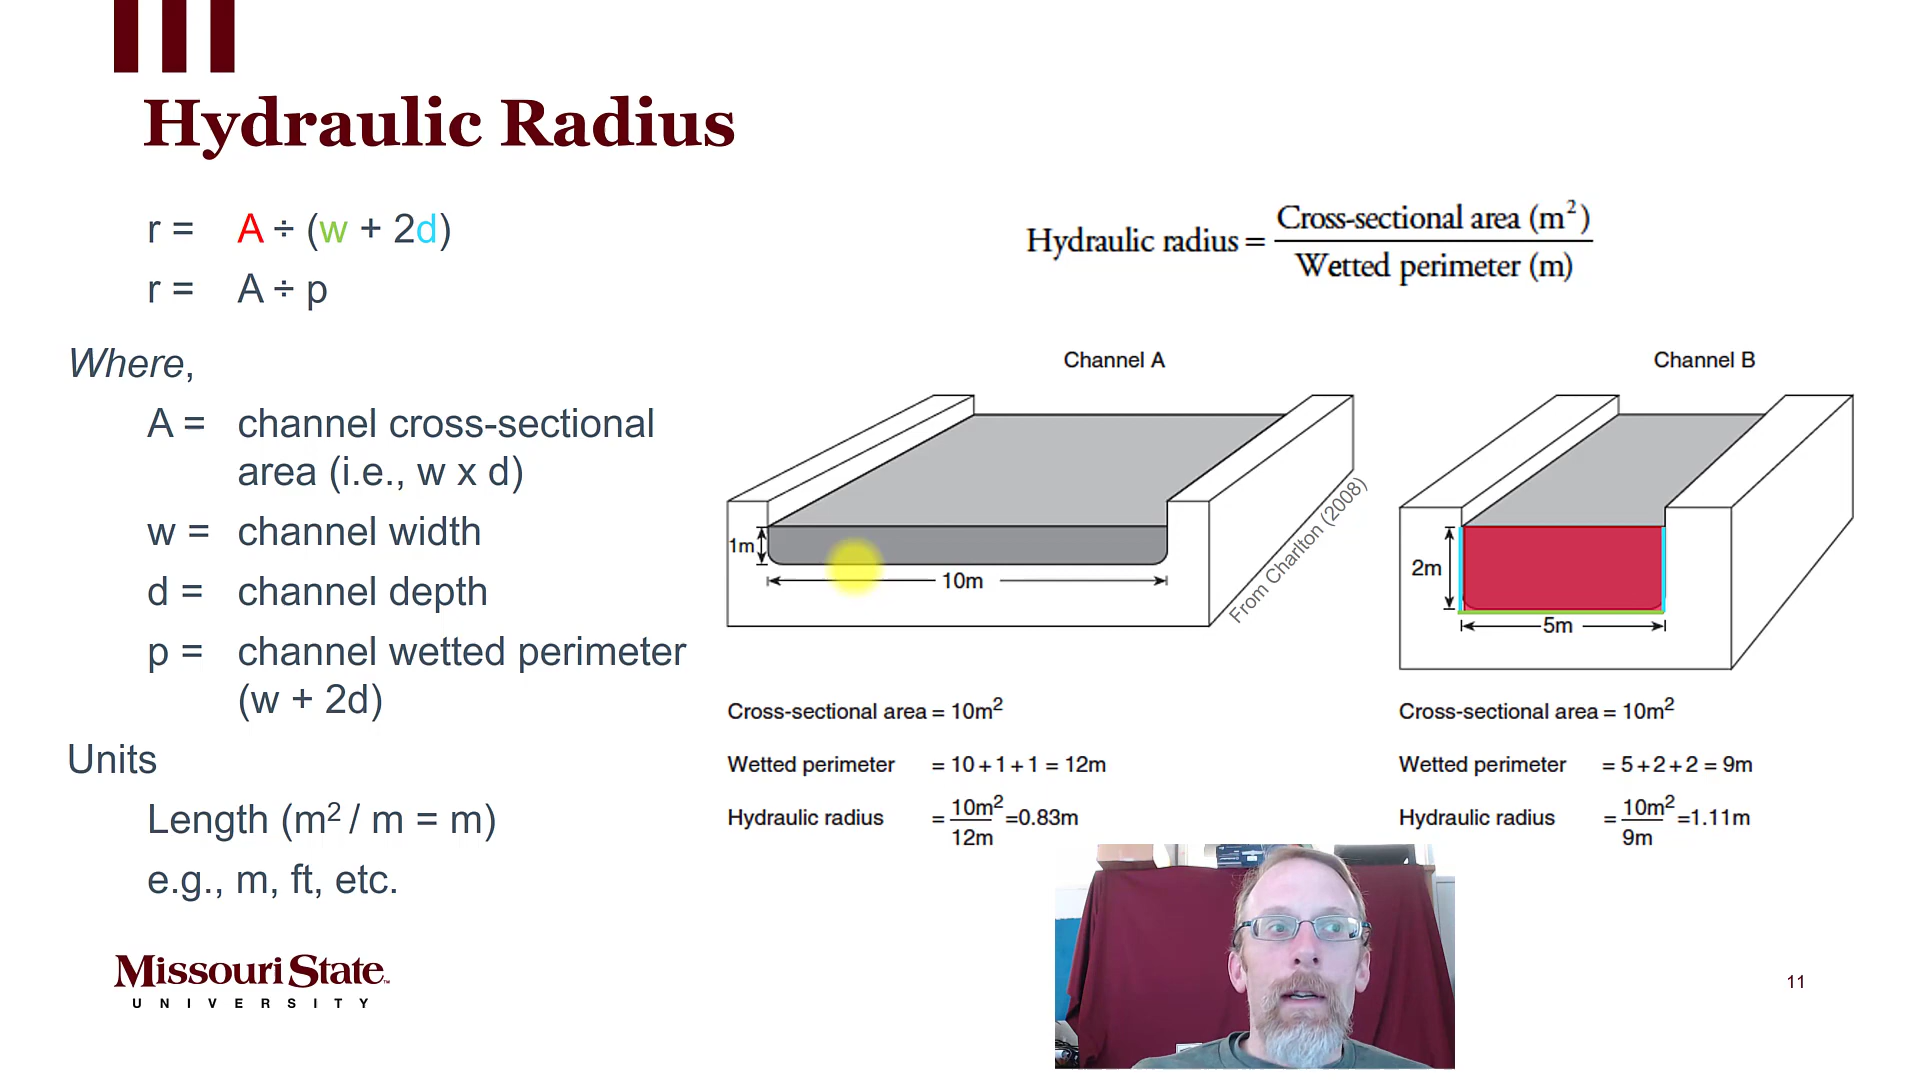 Hydraulic Radius
r = A ÷ (w + 2d)
r = A ÷ p
Where,
A = channel cross-sectional
area (i.e., w x d)
w = channel width
d = channel depth
p = channel wetted perimeter
(w + 2d)
Units
Length (m² / m = m)
e.g., m, ft, etc.
Missouri State™
UNIVERSITY
Hydraulic radius = Cross-sectional area (m²)
Wetted perimeter (m)
Channel A
1m
10m
From Charlton (2008)
Cross-sectional area = 10m²
Wetted perimeter = 10 + 1 + 1 = 12m
Hydraulic radius = 10m² =0.83m
12m
Channel B
2m
5m
Cross-sectional area = 10m²
Wetted perimeter = 5 + 2 + 2 = 9m
Hydraulic radius = 10m² =1.11m
9m
11